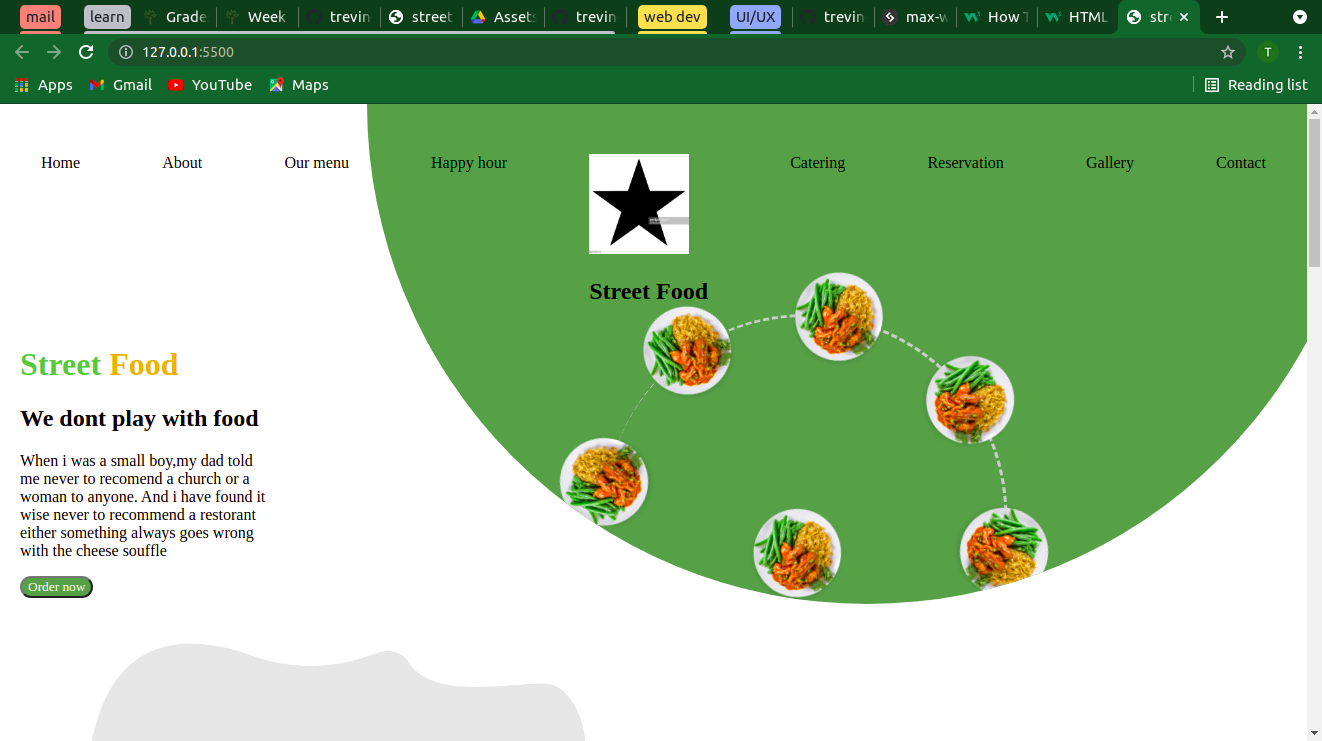 mail learn Grade Week trevin street Assets trevin web dev UI/UX trevin max-w How T HTML str
127.0.0.1:5500 T
Apps Gmail YouTube Maps Reading list
Home About Our menu Happy hour Catering Reservation Gallery Contact
Street Food
Street Food
We dont play with food
When i was a small boy,my dad told
me never to recomend a church or a
woman to anyone. And i have found it
wise never to recommend a restorant
either something always goes wrong
with the cheese souffle
Order now